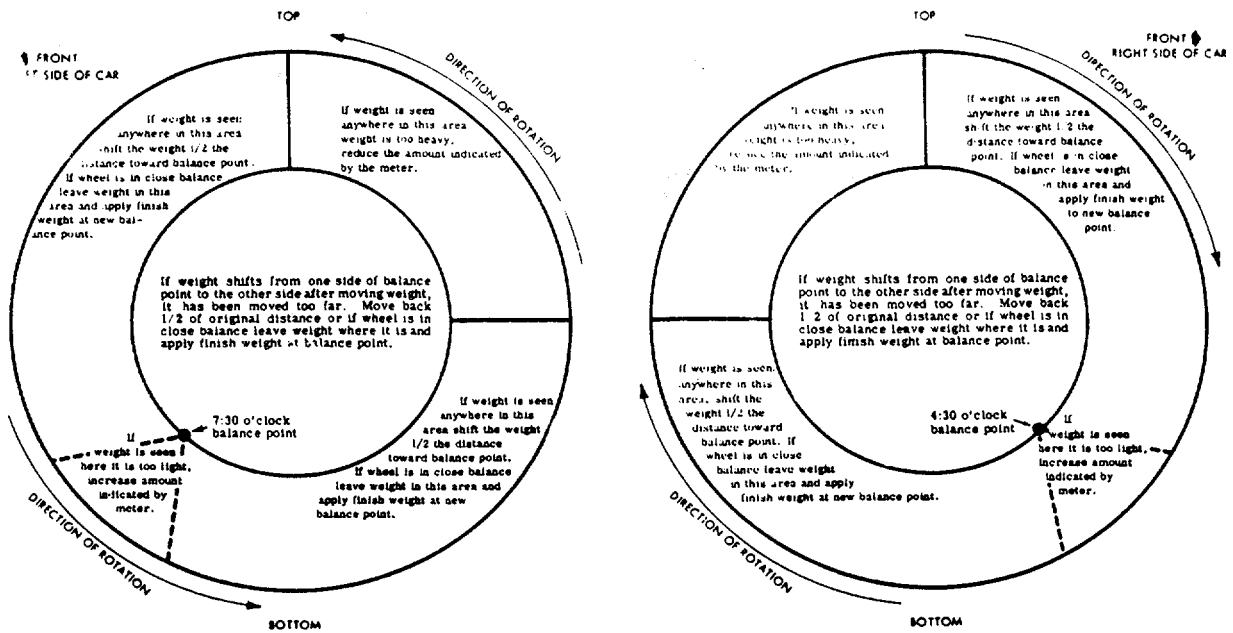 TOP
FRONT
SIDE OF CAR
DIRECTION OF ROTATION
If weight is seen
anywhere in this area
shift the weight 1/2 the
distance toward balance point.
If wheel is in close balance
leave weight in this
area and apply finish
weight at new bal-
ance point.
If weight is seen
anywhere in this area
weight is too heavy,
reduce the amount indicated
by the meter.
If weight shifts from one side of balance
point to the other side after moving weight,
it has been moved too far. Move back
1/2 of original distance or if wheel is in
close balance leave weight where it is and
apply finish weight at balance point.
7:30 o'clock
balance point
If
weight is seen
here it is too light,
increase amount
indicated by
meter.
If weight is seen
anywhere in this
area shift the weight
1/2 the distance
toward balance point.
If wheel is in close balance
leave weight in this area and
apply finish weight at new
balance point.
DIRECTION OF ROTATION
BOTTOM
TOP
FRONT
RIGHT SIDE OF CAR
DIRECTION OF ROTATION
weight is seen
anywhere in this area
weight is too heavy,
reduce the amount indicated
by the meter.
If weight is seen
anywhere in this area
shift the weight 1/2 the
distance toward balance
point. If wheel is in close
balance leave weight
in this area and
apply finish weight
to new balance
point.
If weight shifts from one side of balance
point to the other side after moving weight,
it has been moved too far. Move back
1 2 of original distance or if wheel is in
close balance leave weight where it is and
apply finish weight at balance point.
If weight is seen
anywhere in this
area, shift the
weight 1/2 the
distance toward
balance point. If
wheel is in close
balance leave weight
in this area and apply
finish weight at new balance point.
4:30 o'clock
balance point
If
weight is seen
here it is too light,
increase amount
indicated by
meter.
DIRECTION OF ROTATION
BOTTOM